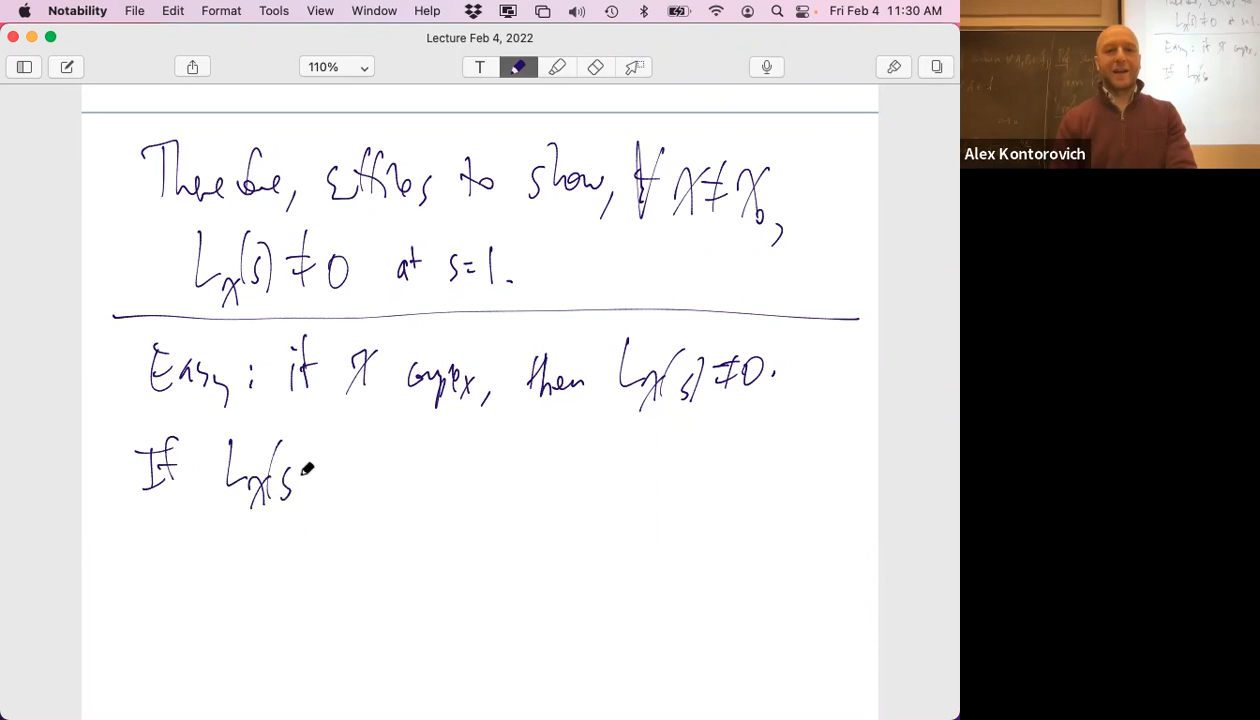 Notability File Edit Format Tools View Window Help Fri Feb 4 11:30 AM
Lecture Feb 4, 2022
110%
T
Therefore, suffices to show, ∀ χ ≠ χ₀,
L_χ(s) ≠ 0 at s=1.
Easy: if χ complex, then L_χ(s) ≠ 0.
If L_χ(s
Alex Kontorovich